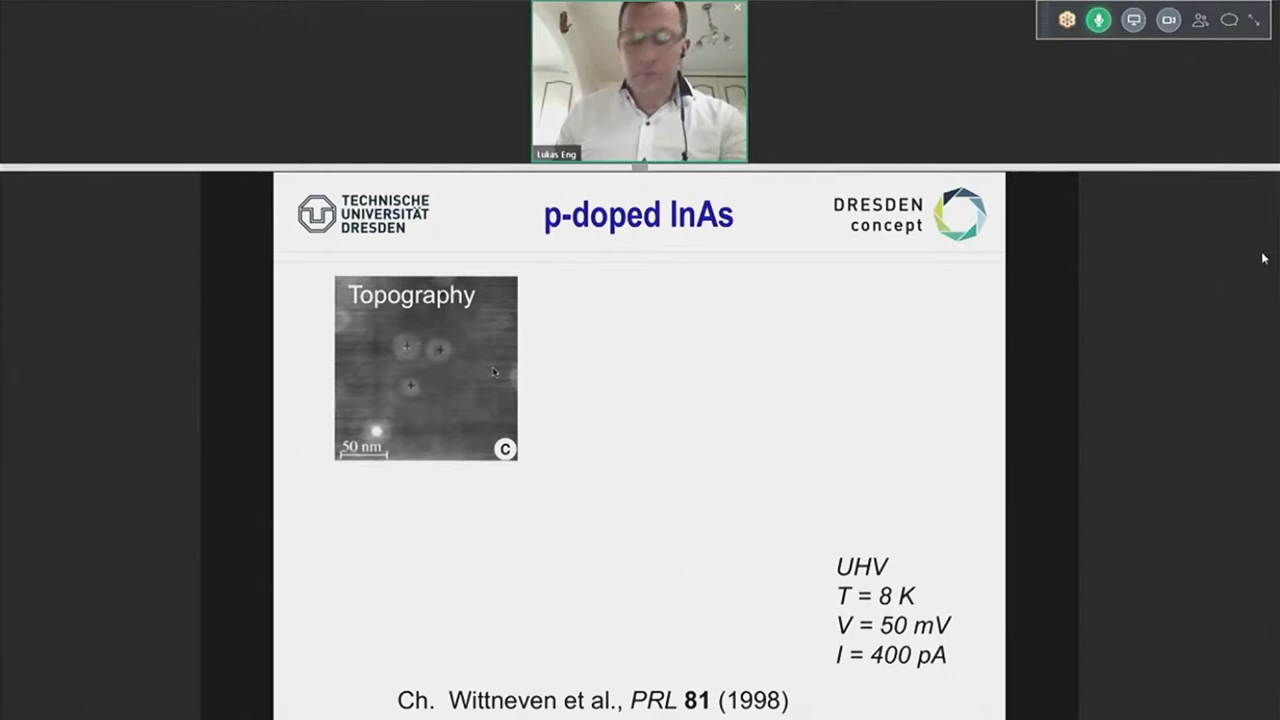 Lukas Eng
TECHNISCHE
UNIVERSITÄT
DRESDEN
p-doped InAs
DRESDEN
concept
Topography
50 nm
C
UHV
T = 8 K
V = 50 mV
I = 400 pA
Ch. Wittneven et al., PRL 81 (1998)